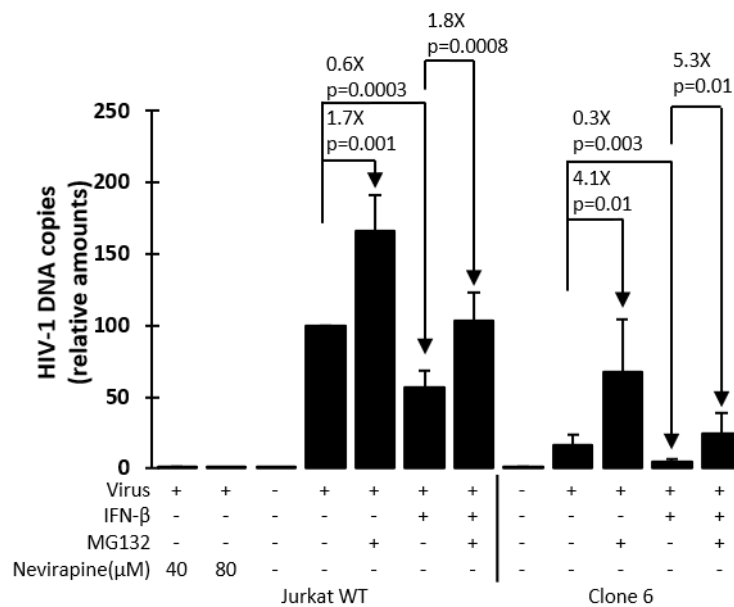 1.8X
p=0.0008
0.6X
p=0.0003
1.7X
p=0.001
5.3X
p=0.01
0.3X
p=0.003
4.1X
p=0.01
HIV-1 DNA copies
(relative amounts)
250
200
150
100
50
0
Virus + + - + + + + - + + + +
IFN-β - - - - - + + - - - + +
MG132 - - - - + - + - - + - +
Nevirapine(μM) 40 80 - - - - - - - - - -
Jurkat WT Clone 6